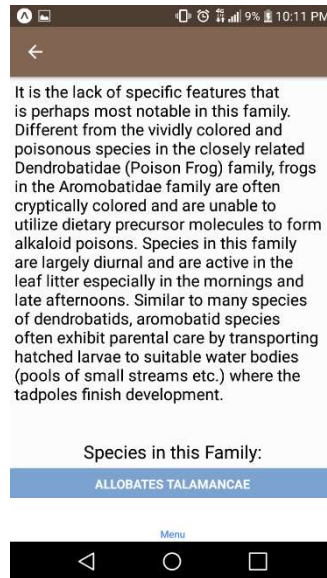 9% 10:11 PM
It is the lack of specific features that
is perhaps most notable in this family.
Different from the vividly colored and
poisonous species in the closely related
Dendrobatidae (Poison Frog) family, frogs
in the Aromobatidae family are often
cryptically colored and are unable to
utilize dietary precursor molecules to form
alkaloid poisons. Species in this family
are largely diurnal and are active in the
leaf litter especially in the mornings and
late afternoons. Similar to many species
of dendrobatids, aromobatid species
often exhibit parental care by transporting
hatched larvae to suitable water bodies
(pools of small streams etc.) where the
tadpoles finish development.
Species in this Family:
ALLOBATES TALAMANCAE
Menu